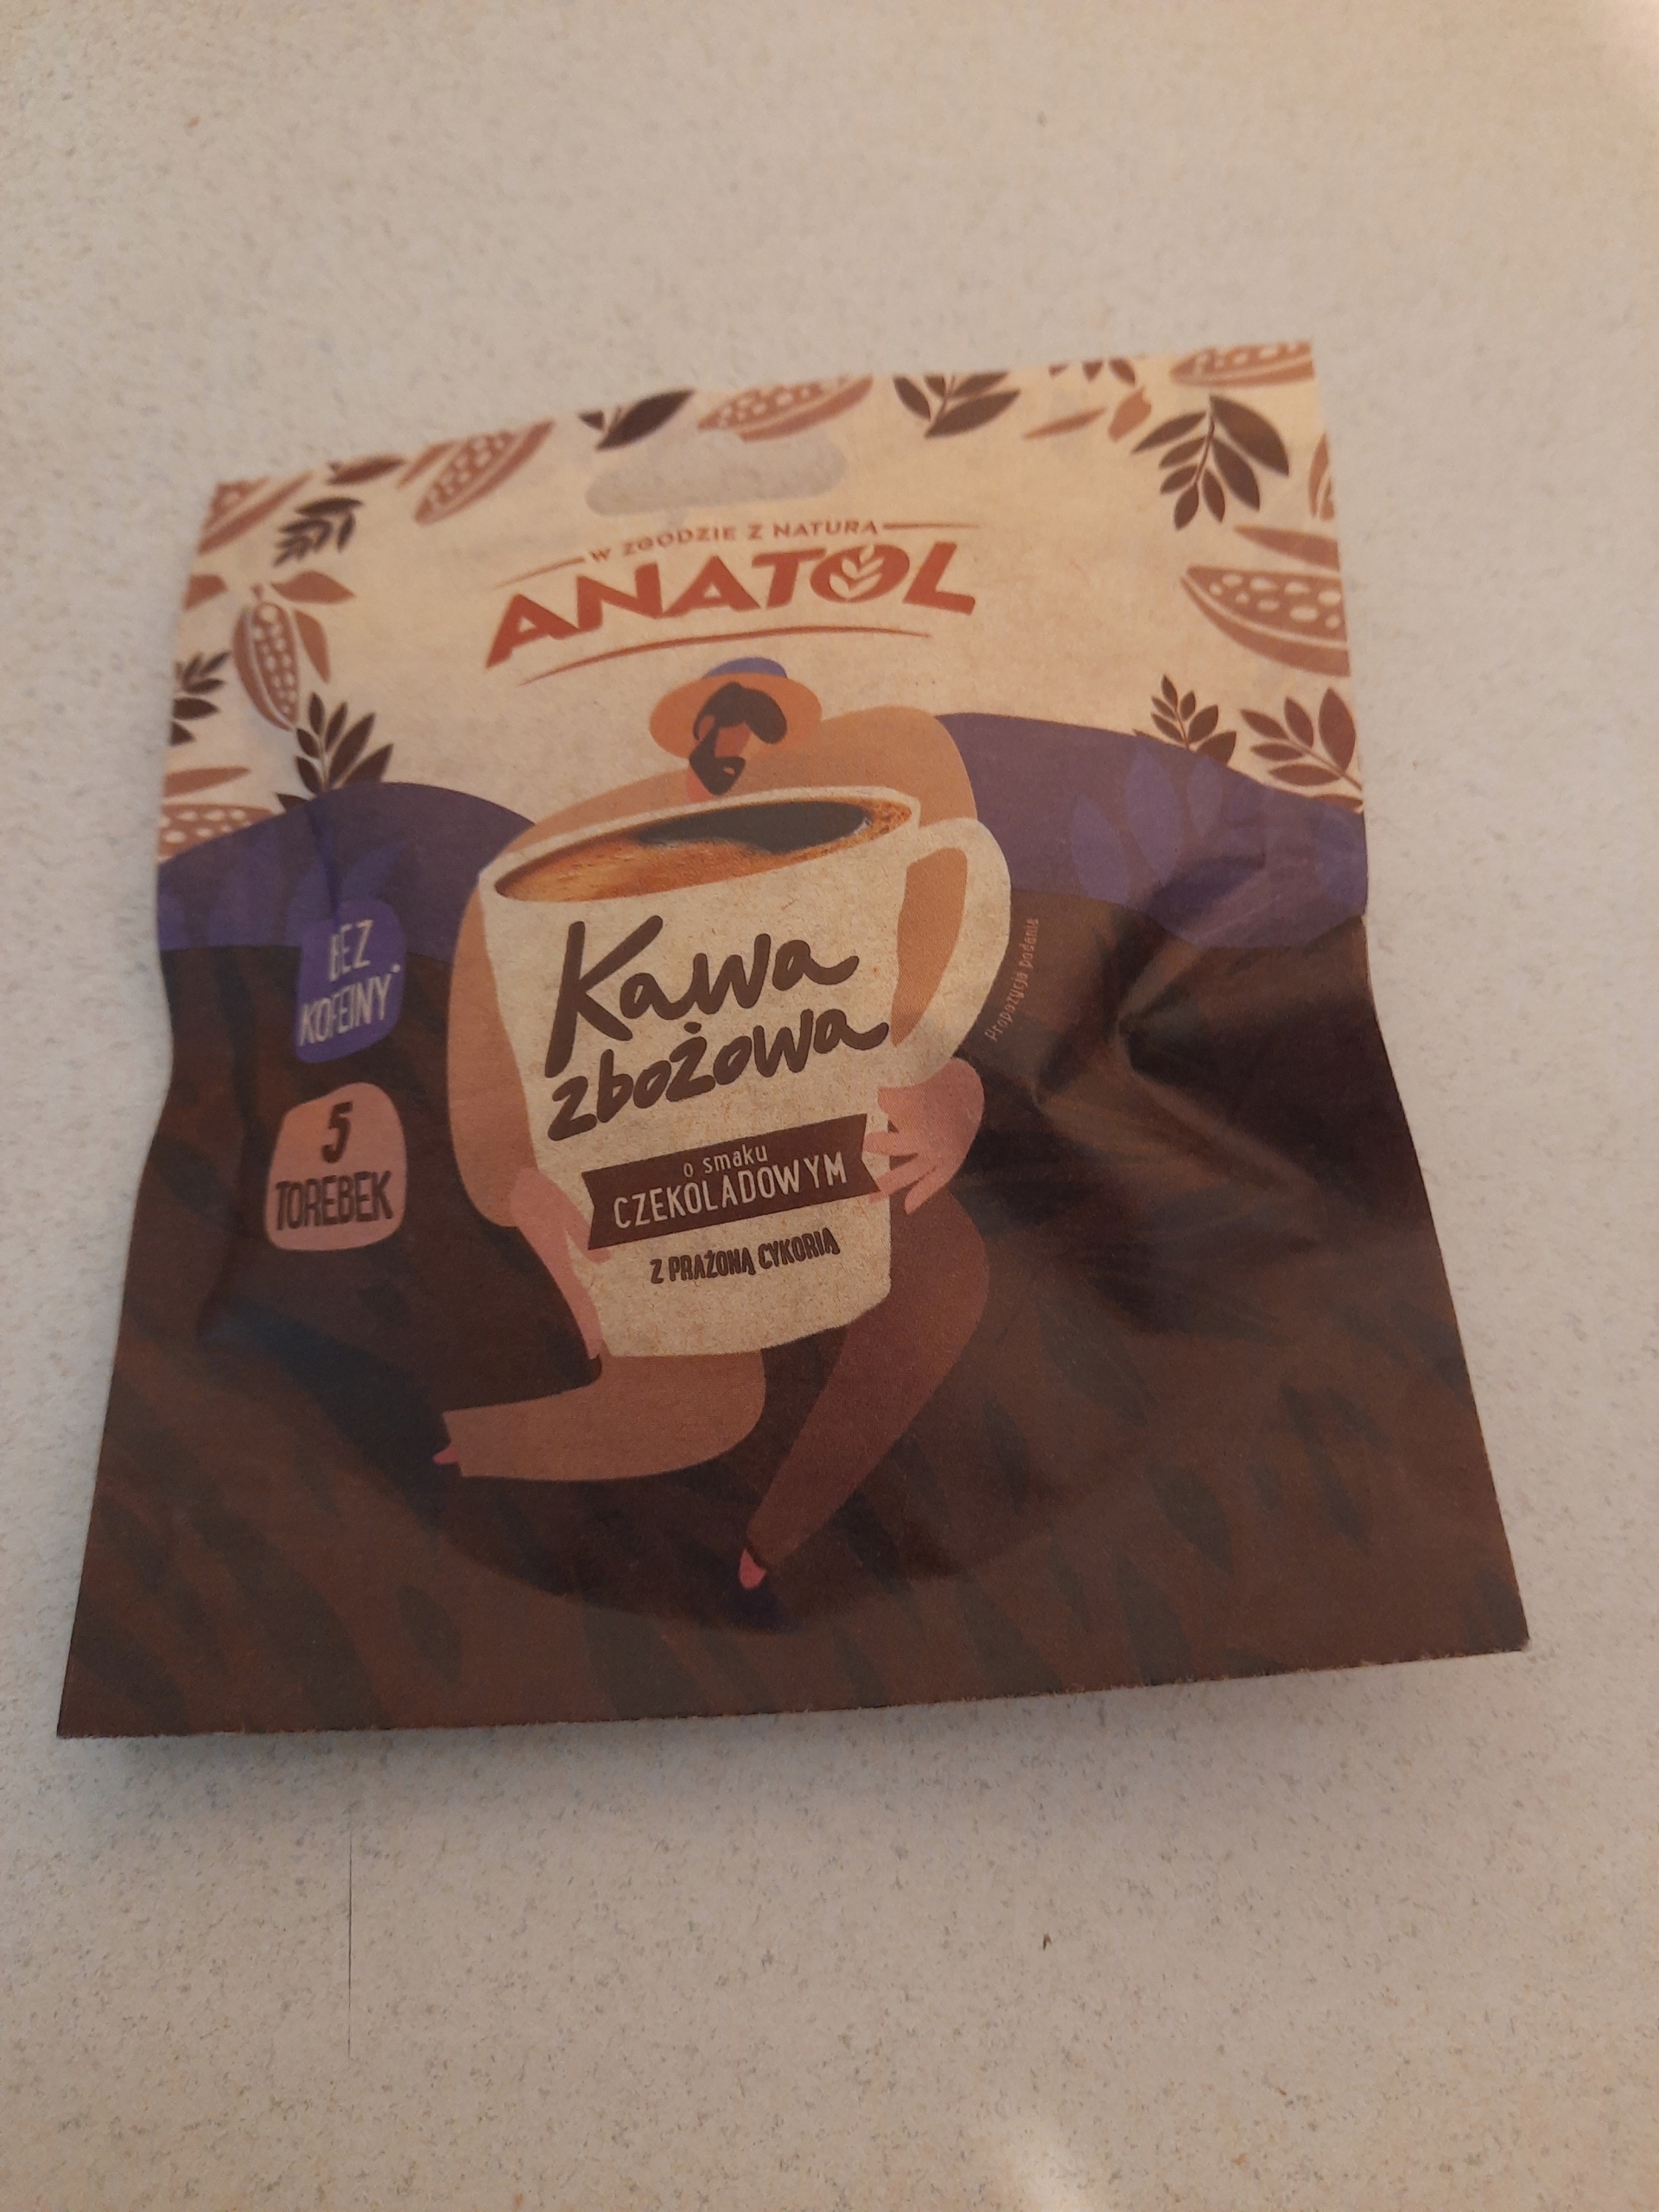 W ZGODZIE Z NATURĄ
ANATOL
BEZ
KOFEINY*
5
TOREBEK
Kawa
zbożowa
o smaku
CZEKOLADOWYM
Z PRAŻONĄ CYKORIĄ
Propozycja podania